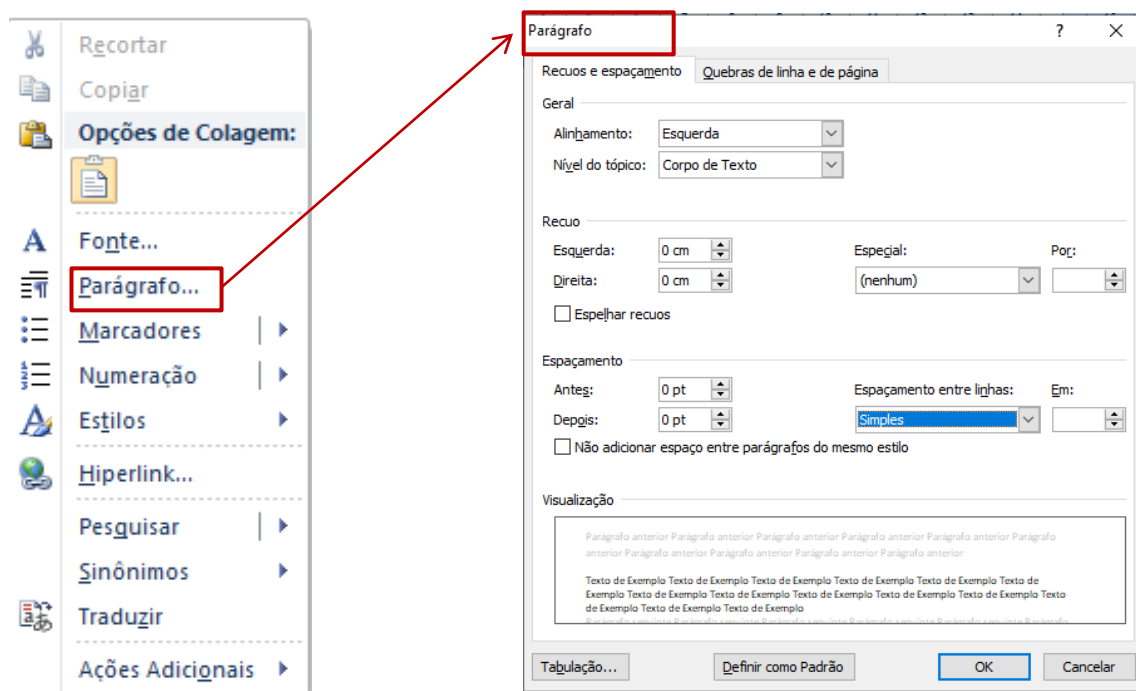 Recortar
Copiar
Opções de Colagem:
Fonte...
Parágrafo...
Marcadores
Numeração
Estilos
Hiperlink...
Pesquisar
Sinônimos
Traduzir
Ações Adicionais
Parágrafo
Recuos e espaçamento Quebras de linha e de página
Geral
Alinhamento: Esquerda
Nível do tópico: Corpo de Texto
Recuo
Esquerda: 0 cm Especial: Por:
Direita: 0 cm (nenhum)
Espelhar recuos
Espaçamento
Antes: 0 pt Espaçamento entre linhas: Em:
Depois: 0 pt Simples
Não adicionar espaço entre parágrafos do mesmo estilo
Visualização
Parágrafo anterior Parágrafo anterior Parágrafo anterior Parágrafo anterior Parágrafo anterior Parágrafo
anterior Parágrafo anterior Parágrafo anterior Parágrafo anterior Parágrafo anterior
Texto de Exemplo Texto de Exemplo Texto de Exemplo Texto de Exemplo Texto de Exemplo Texto de
Exemplo Texto de Exemplo Texto de Exemplo Texto de Exemplo Texto de Exemplo Texto de Exemplo Texto
de Exemplo Texto de Exemplo Texto de Exemplo
Tabulação... Definir como Padrão OK Cancelar